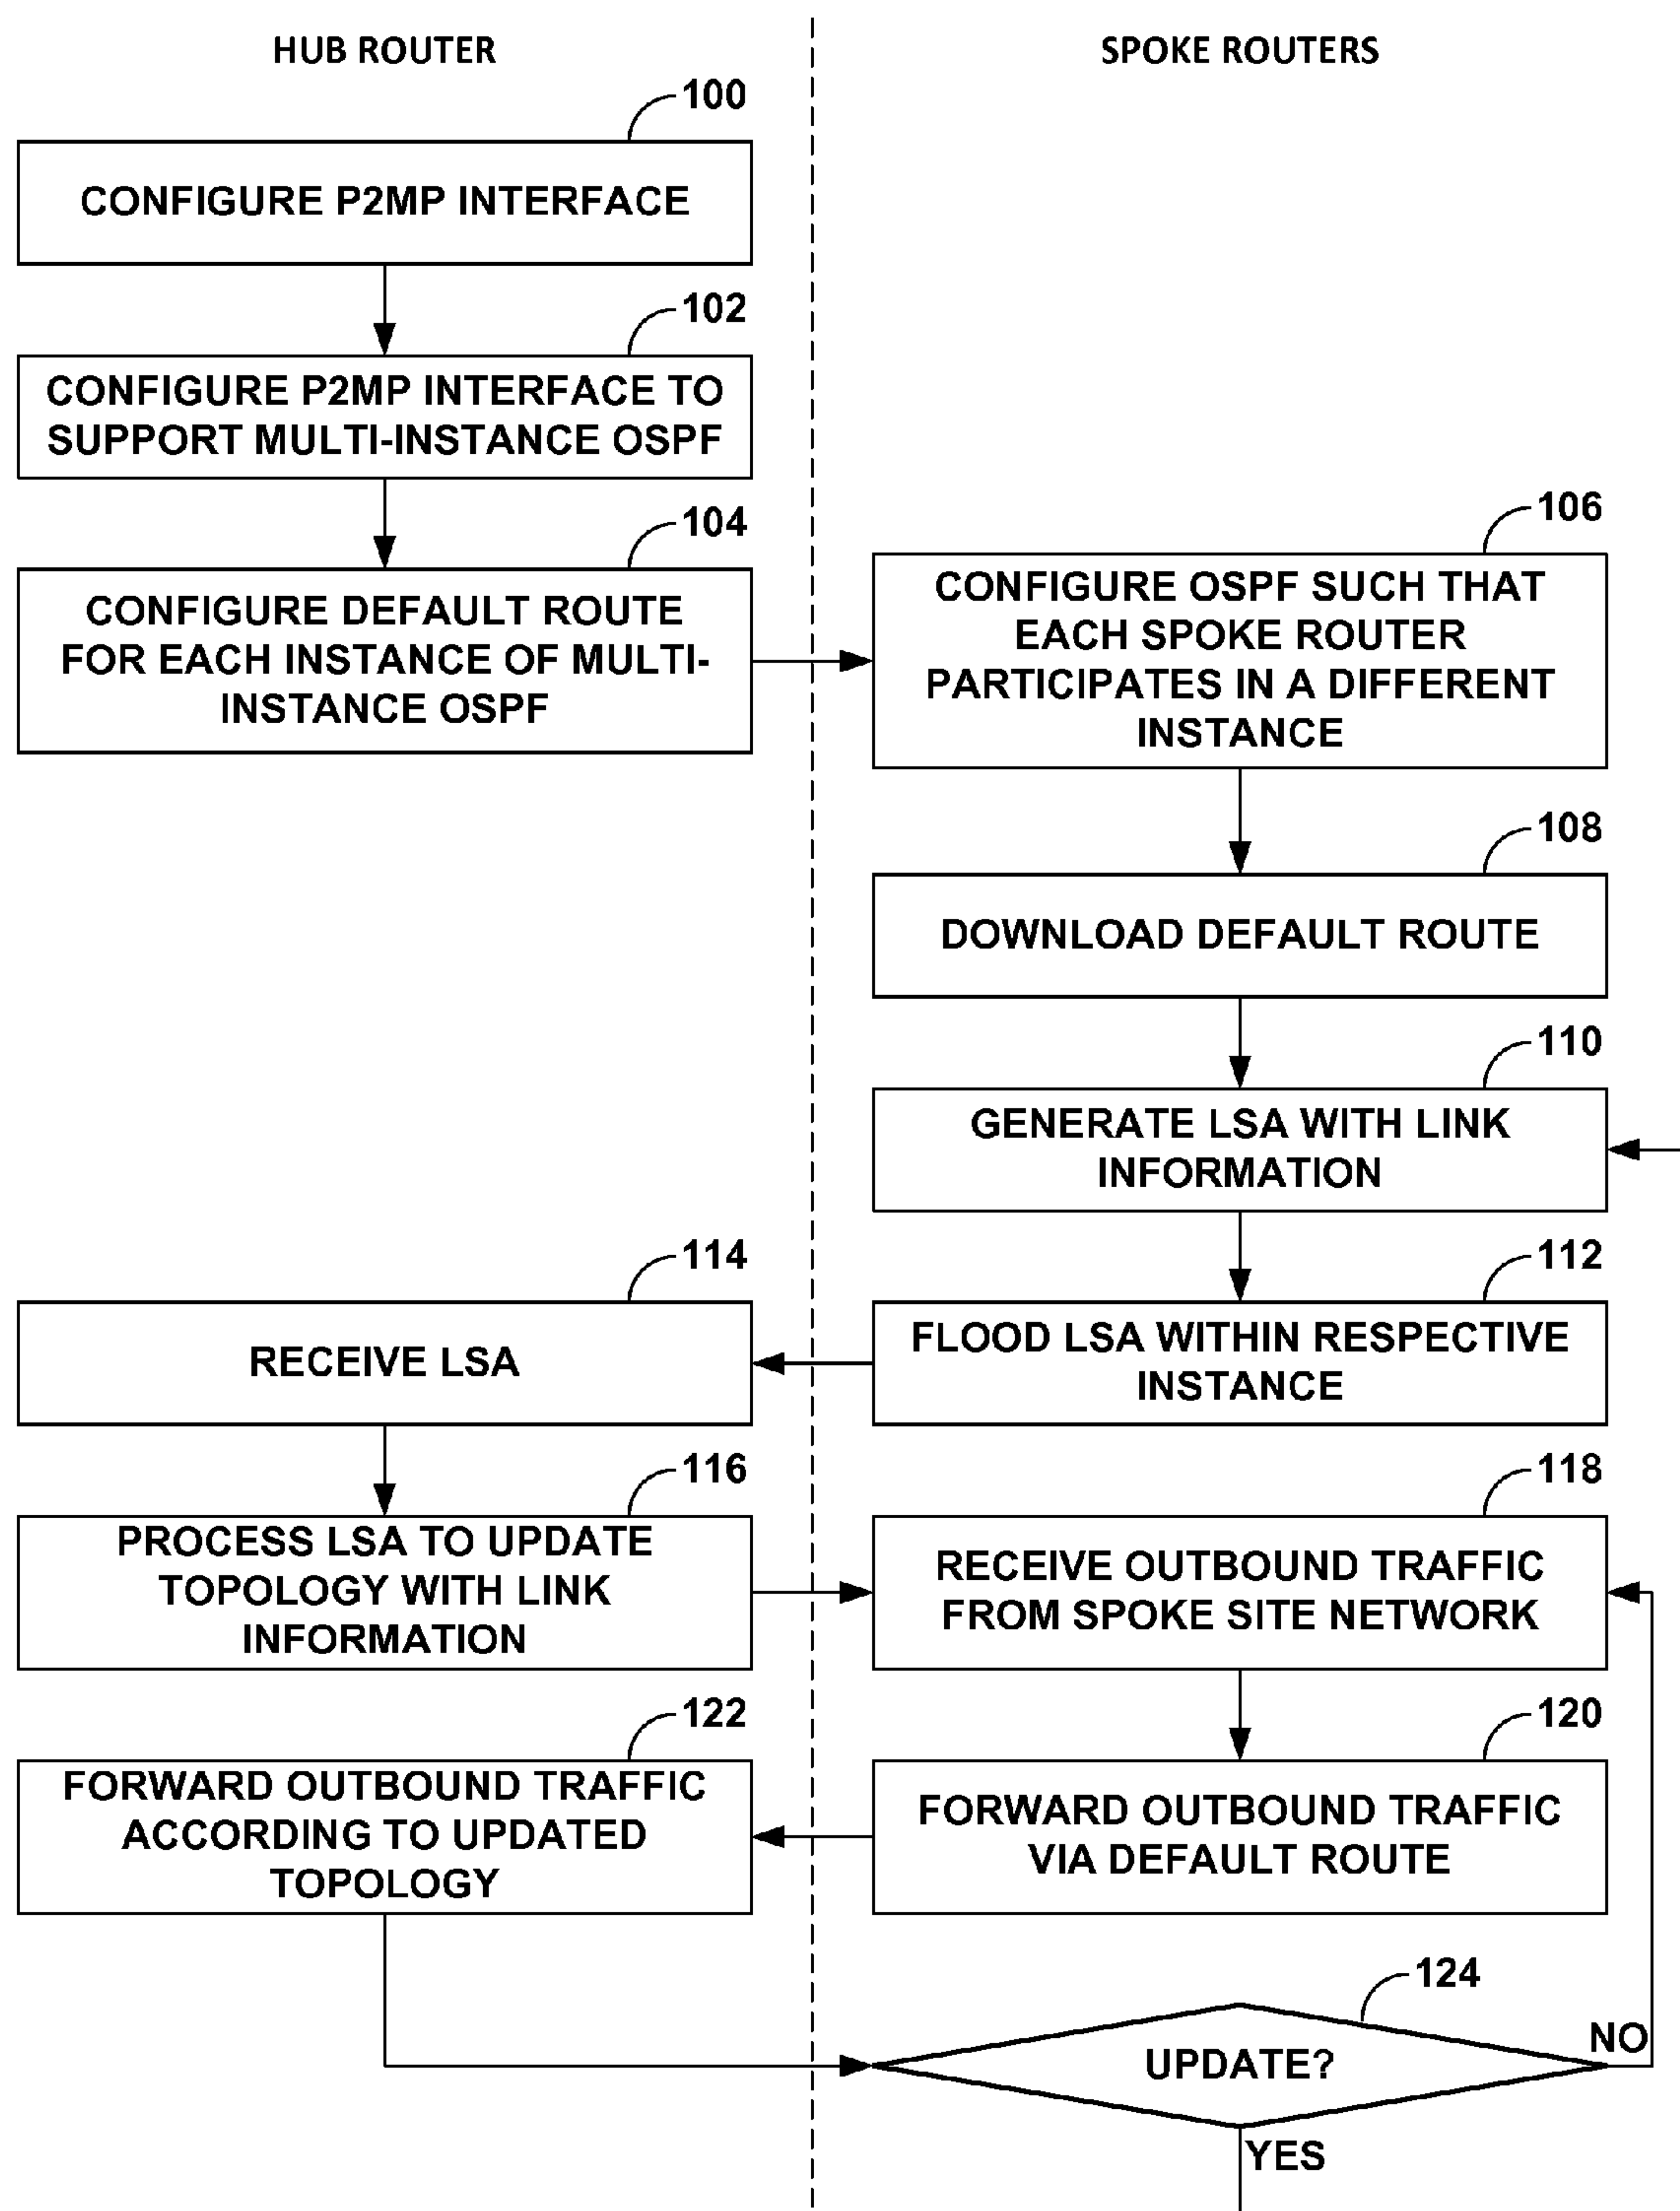 HUB ROUTER
SPOKE ROUTERS
100
CONFIGURE P2MP INTERFACE
102
CONFIGURE P2MP INTERFACE TO
SUPPORT MULTI-INSTANCE OSPF
104
CONFIGURE DEFAULT ROUTE
FOR EACH INSTANCE OF MULTI-
INSTANCE OSPF
106
CONFIGURE OSPF SUCH THAT
EACH SPOKE ROUTER
PARTICIPATES IN A DIFFERENT
INSTANCE
108
DOWNLOAD DEFAULT ROUTE
110
GENERATE LSA WITH LINK
INFORMATION
112
FLOOD LSA WITHIN RESPECTIVE
INSTANCE
114
RECEIVE LSA
116
PROCESS LSA TO UPDATE
TOPOLOGY WITH LINK
INFORMATION
118
RECEIVE OUTBOUND TRAFFIC
FROM SPOKE SITE NETWORK
120
FORWARD OUTBOUND TRAFFIC
VIA DEFAULT ROUTE
122
FORWARD OUTBOUND TRAFFIC
ACCORDING TO UPDATED
TOPOLOGY
124
UPDATE?
NO
YES